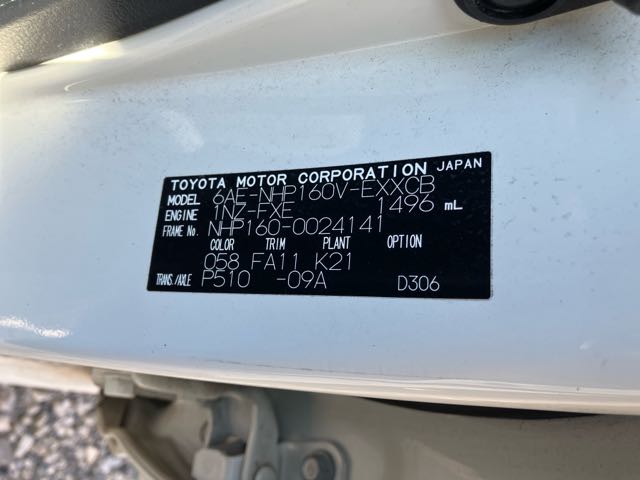 TOYOTA MOTOR CORPORATION JAPAN
MODEL 6AE-NHP160V-EXXCB
ENGINE 1NZ-FXE 1496 mL
FRAME No. NHP160-0024141
COLOR TRIM PLANT OPTION
058 FA11 K21
TRANS./AXLE P510 -09A D306